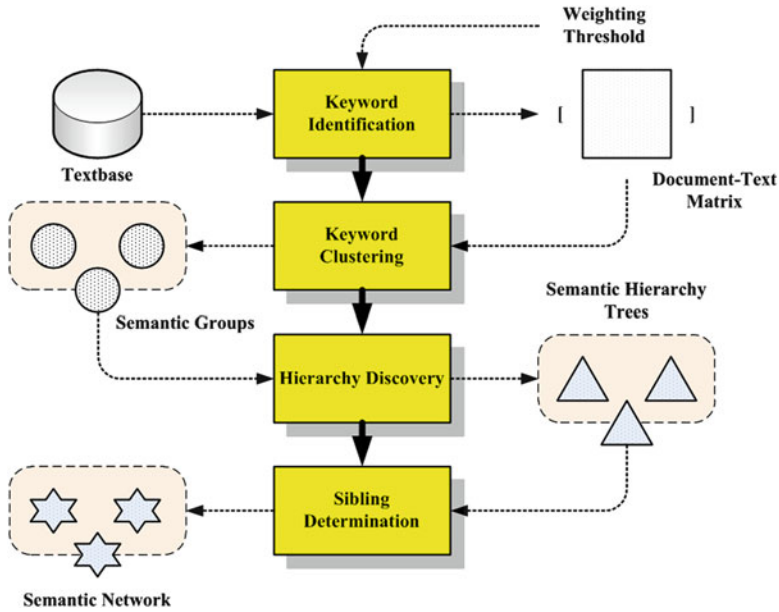 Weighting
Threshold
Keyword
Identification
[ ]
Textbase
Document-Text
Matrix
Keyword
Clustering
Semantic Groups
Semantic Hierarchy
Trees
Hierarchy Discovery
Sibling
Determination
Semantic Network